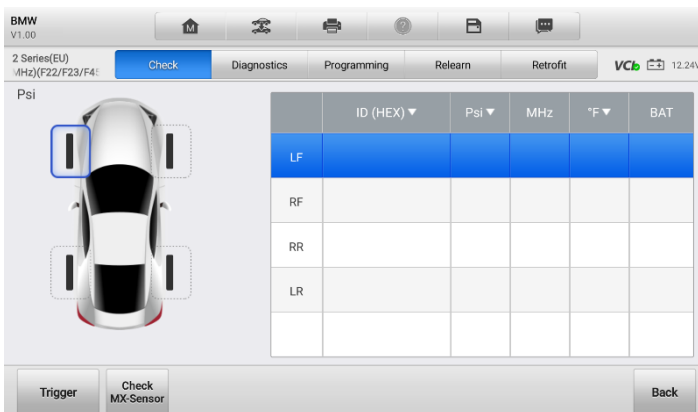 BMW
V1.00
M
2 Series(EU)
MHz)(F22/F23/F4
Check
Diagnostics
Programming
Relearn
Retrofit
VCI
12.24V
Psi
ID (HEX) ▼
Psi ▼
MHz
°F ▼
BAT
LF
RF
RR
LR
Trigger
Check
MX-Sensor
Back